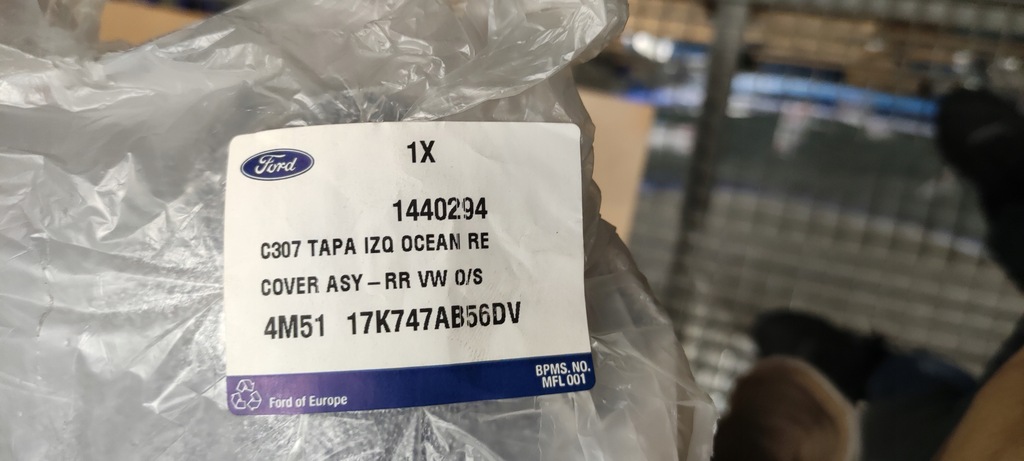 Ford
1X
1440294
C307 TAPA IZQ OCEAN RE
COVER ASY – RR VW O/S
4M51 17K747AB56DV
BPMS. NO.
MFL 001
Ford of Europe